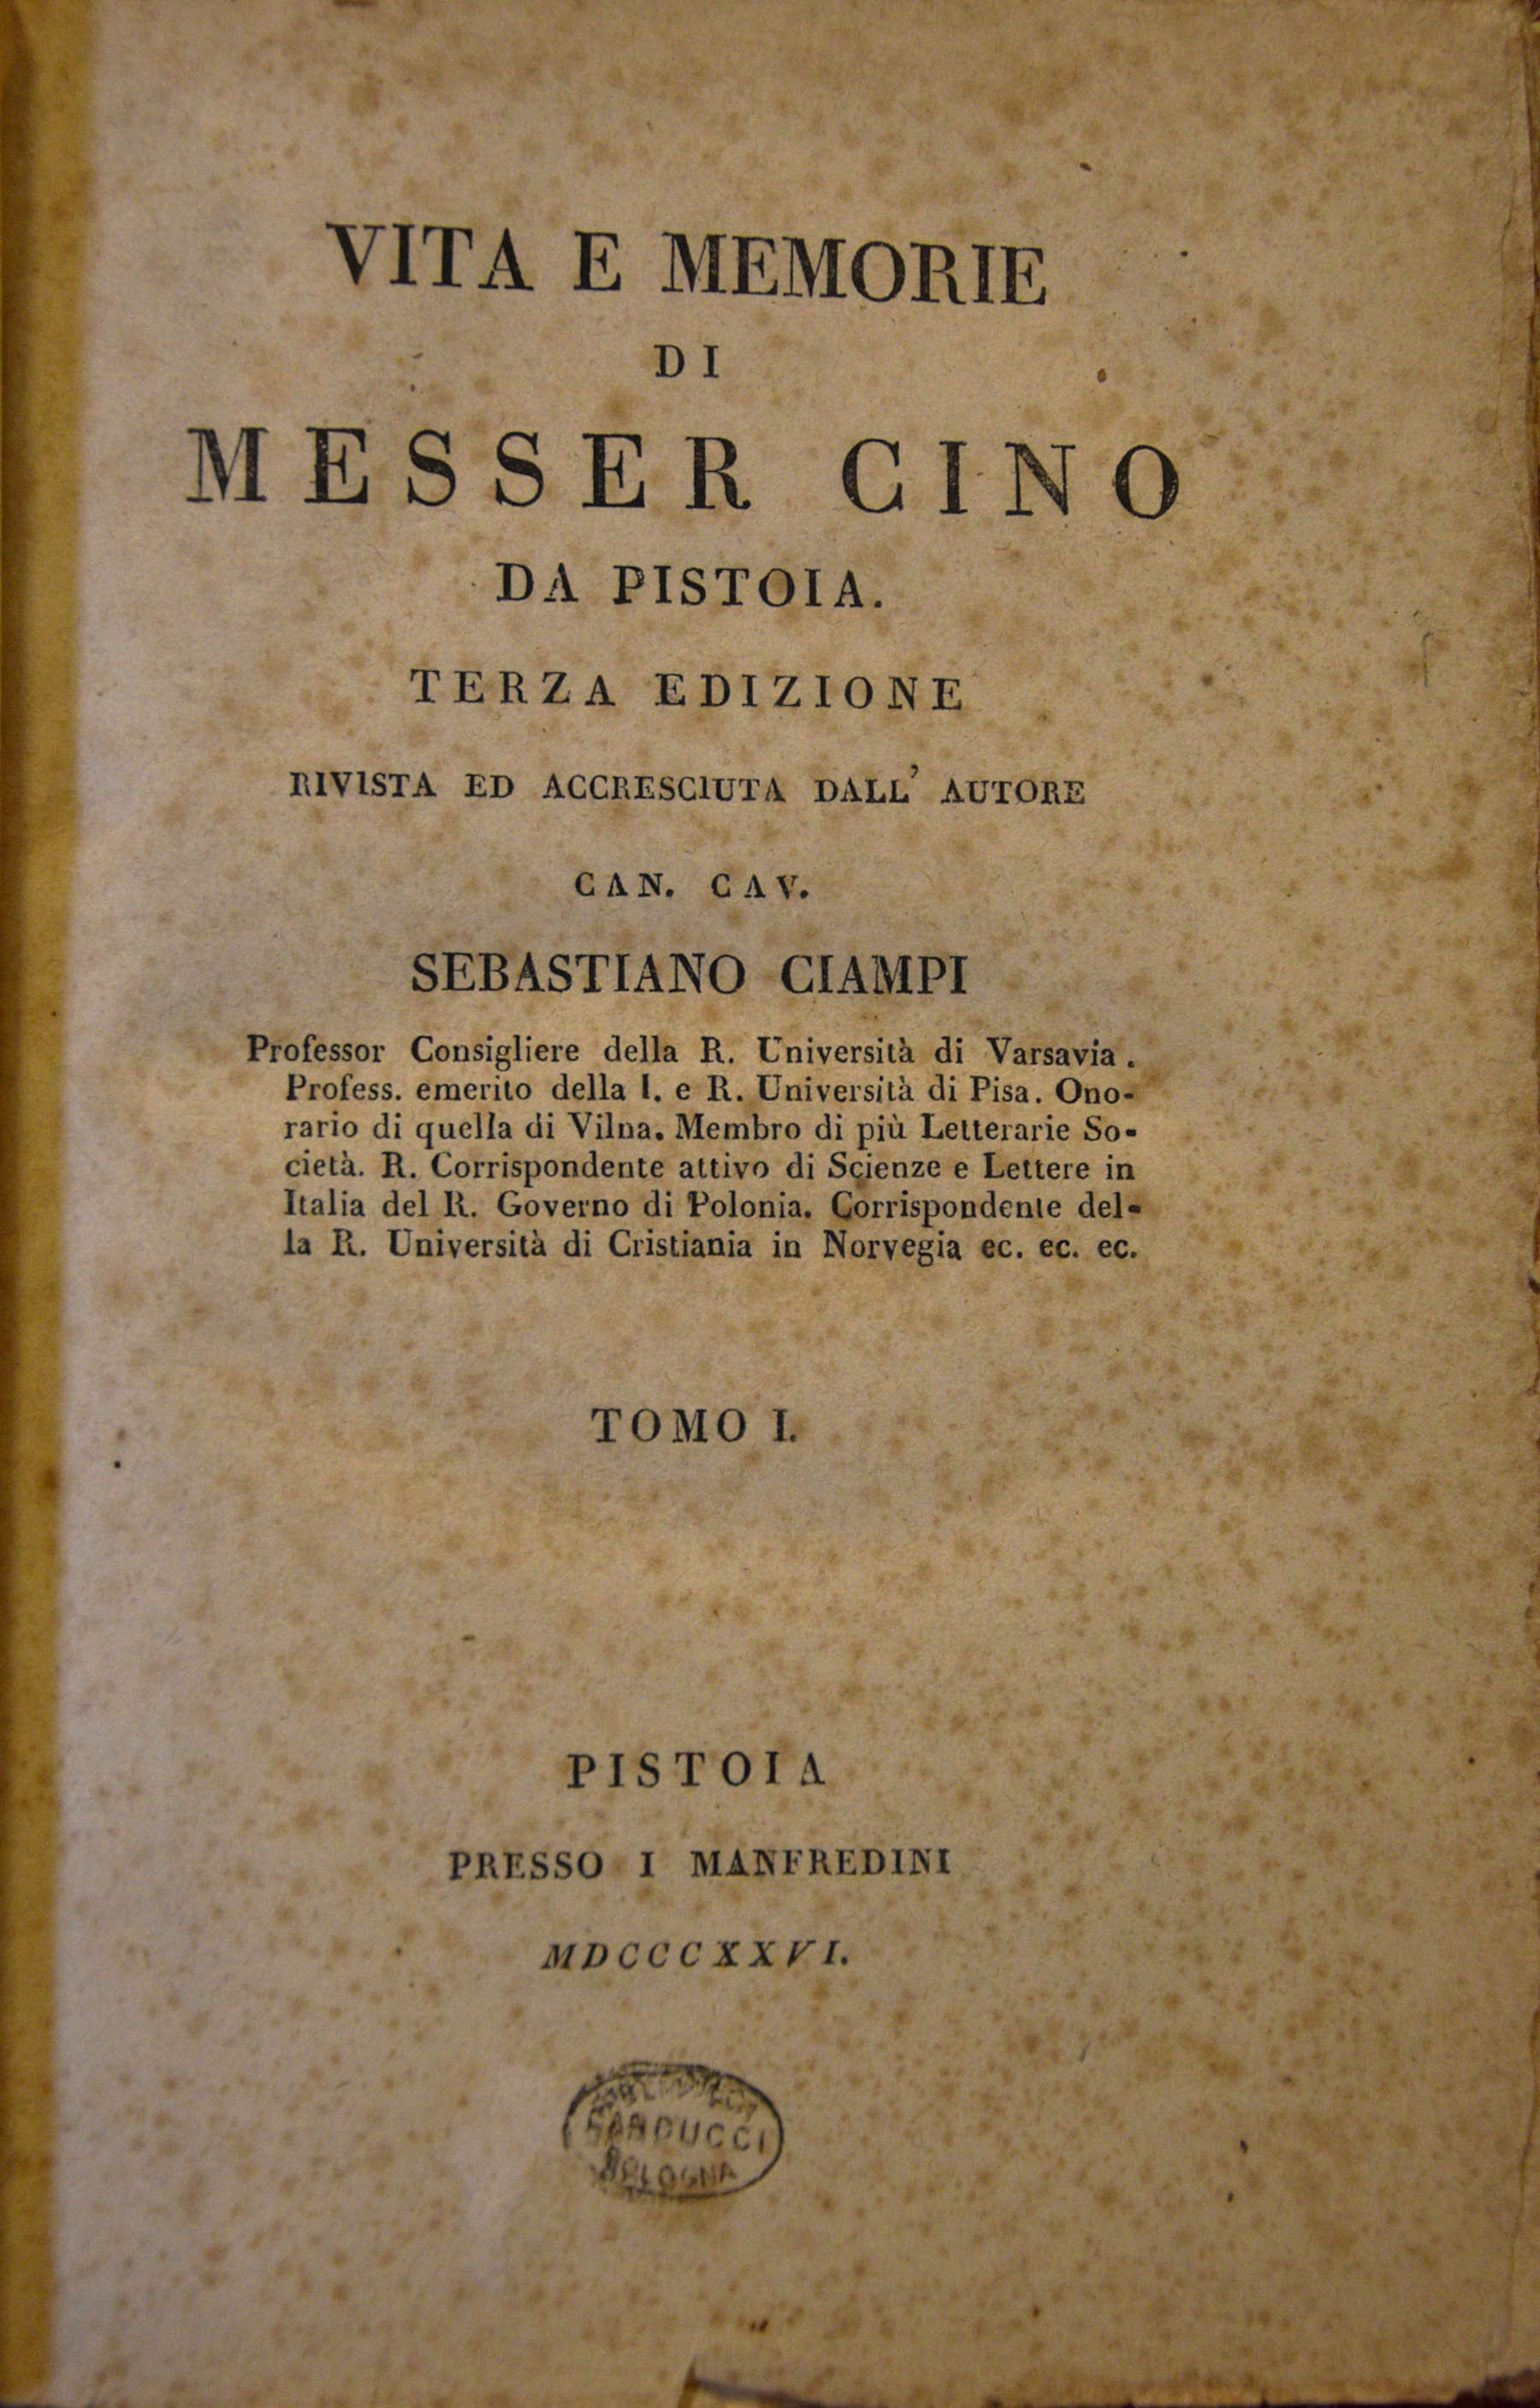 VITA E MEMORIE
DI
MESSER CINO
DA PISTOIA.
TERZA EDIZIONE
RIVISTA ED ACCRESCIUTA DALL' AUTORE
CAN. CAV.
SEBASTIANO CIAMPI
Professor Consigliere della R. Università di Varsavia.
Profess. emerito della I. e R. Università di Pisa. Ono-
rario di quella di Vilna. Membro di più Letterarie So-
cietà. R. Corrispondente attivo di Scienze e Lettere in
Italia del R. Governo di Polonia. Corrispondente del-
la R. Università di Cristiania in Norvegia ec. ec. ec.
TOMO I.
PISTOIA
PRESSO I MANFREDINI
MDCCCXXVI.
CARDUCCI
BOLOGNA